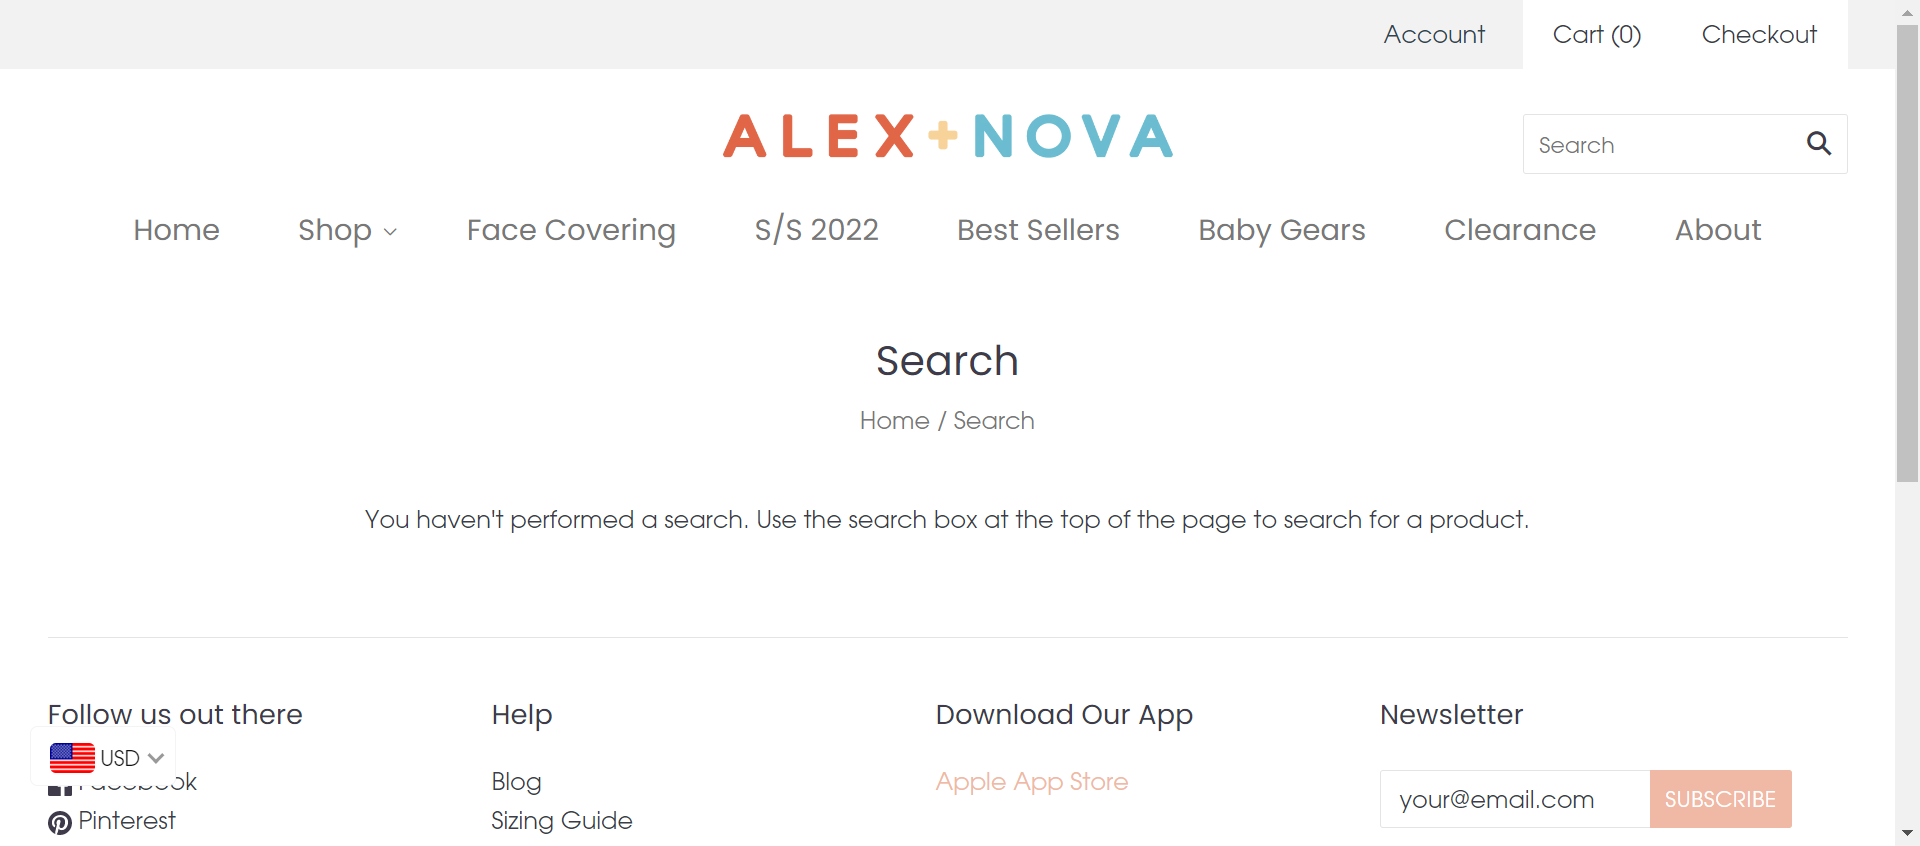 Account Cart (0) Checkout
ALEX+NOVA
Search
Home Shop Face Covering S/S 2022 Best Sellers Baby Gears Clearance About
Search
Home / Search
You haven't performed a search. Use the search box at the top of the page to search for a product.
Follow us out there Help Download Our App Newsletter
USD
Blog Apple App Store your@email.com SUBSCRIBE
Pinterest Sizing Guide